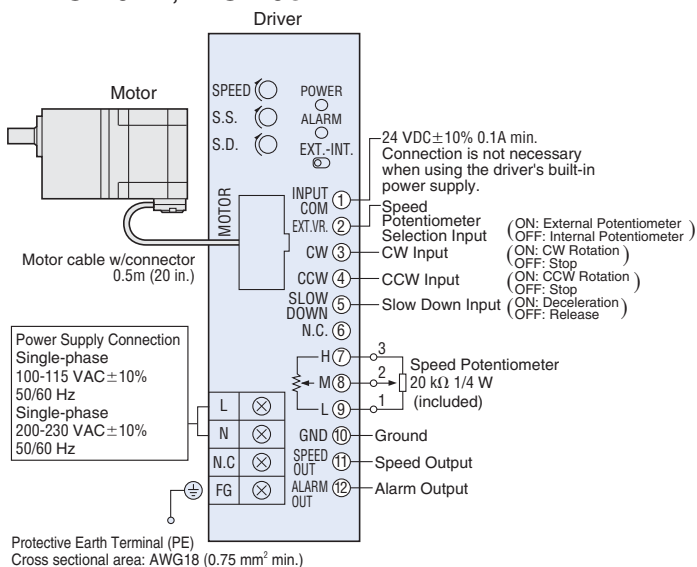 Driver
Motor
SPEED
S.S.
S.D.
POWER
ALARM
EXT.-INT.
MOTOR
Motor cable w/connector
0.5m (20 in.)
INPUT
COM ①
24 VDC±10% 0.1A min.
Connection is not necessary
when using the driver's built-in
power supply.
EXT.VR. ②
Speed
Potentiometer
Selection Input
(ON: External Potentiometer
OFF: Internal Potentiometer)
CW ③ CW Input
(ON: CW Rotation
OFF: Stop)
CCW ④ CCW Input
(ON: CCW Rotation
OFF: Stop)
SLOW
DOWN ⑤ Slow Down Input
(ON: Deceleration
OFF: Release)
N.C. ⑥
H ⑦ 3
M ⑧ 2
L ⑨ 1
Speed Potentiometer
20 kΩ 1/4 W
(included)
GND ⑩ Ground
SPEED
OUT ⑪ Speed Output
ALARM
OUT ⑫ Alarm Output
Power Supply Connection
Single-phase
100-115 VAC±10%
50/60 Hz
Single-phase
200-230 VAC±10%
50/60 Hz
L
N
N.C
FG
Protective Earth Terminal (PE)
Cross sectional area: AWG18 (0.75 mm² min.)